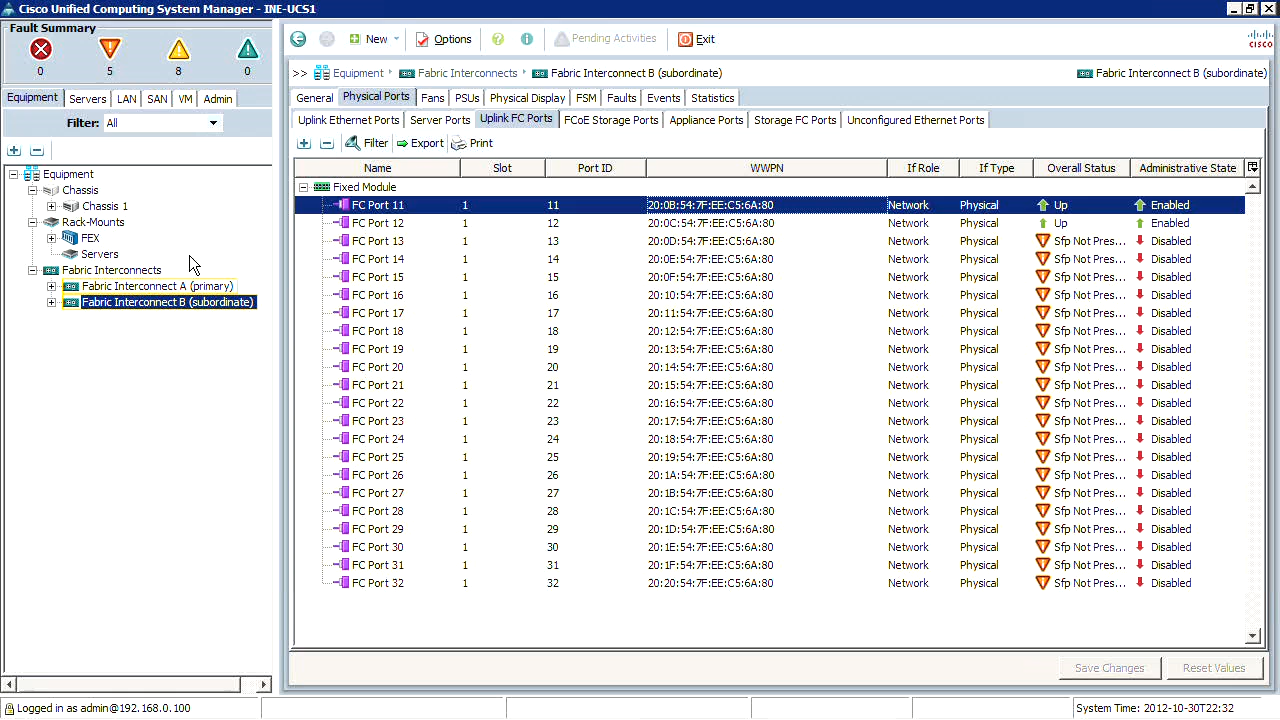 Cisco Unified Computing System Manager - INE-UCS1
Fault Summary
0 5 8 0
Equipment Servers LAN SAN VM Admin
Filter: All
Equipment
Chassis
Chassis 1
Rack-Mounts
FEX
Servers
Fabric Interconnects
Fabric Interconnect A (primary)
Fabric Interconnect B (subordinate)
New Options Pending Activities Exit
CISCO
>> Equipment Fabric Interconnects Fabric Interconnect B (subordinate) Fabric Interconnect B (subordinate)
General Physical Ports Fans PSUs Physical Display FSM Faults Events Statistics
Uplink Ethernet Ports Server Ports Uplink FC Ports FCoE Storage Ports Appliance Ports Storage FC Ports Unconfigured Ethernet Ports
Filter Export Print
Name Slot Port ID WWPN If Role If Type Overall Status Administrative State
Fixed Module
FC Port 11 1 11 20:0B:54:7F:EE:C5:6A:80 Network Physical Up Enabled
FC Port 12 1 12 20:0C:54:7F:EE:C5:6A:80 Network Physical Up Enabled
FC Port 13 1 13 20:0D:54:7F:EE:C5:6A:80 Network Physical Sfp Not Pres... Disabled
FC Port 14 1 14 20:0E:54:7F:EE:C5:6A:80 Network Physical Sfp Not Pres... Disabled
FC Port 15 1 15 20:0F:54:7F:EE:C5:6A:80 Network Physical Sfp Not Pres... Disabled
FC Port 16 1 16 20:10:54:7F:EE:C5:6A:80 Network Physical Sfp Not Pres... Disabled
FC Port 17 1 17 20:11:54:7F:EE:C5:6A:80 Network Physical Sfp Not Pres... Disabled
FC Port 18 1 18 20:12:54:7F:EE:C5:6A:80 Network Physical Sfp Not Pres... Disabled
FC Port 19 1 19 20:13:54:7F:EE:C5:6A:80 Network Physical Sfp Not Pres... Disabled
FC Port 20 1 20 20:14:54:7F:EE:C5:6A:80 Network Physical Sfp Not Pres... Disabled
FC Port 21 1 21 20:15:54:7F:EE:C5:6A:80 Network Physical Sfp Not Pres... Disabled
FC Port 22 1 22 20:16:54:7F:EE:C5:6A:80 Network Physical Sfp Not Pres... Disabled
FC Port 23 1 23 20:17:54:7F:EE:C5:6A:80 Network Physical Sfp Not Pres... Disabled
FC Port 24 1 24 20:18:54:7F:EE:C5:6A:80 Network Physical Sfp Not Pres... Disabled
FC Port 25 1 25 20:19:54:7F:EE:C5:6A:80 Network Physical Sfp Not Pres... Disabled
FC Port 26 1 26 20:1A:54:7F:EE:C5:6A:80 Network Physical Sfp Not Pres... Disabled
FC Port 27 1 27 20:1B:54:7F:EE:C5:6A:80 Network Physical Sfp Not Pres... Disabled
FC Port 28 1 28 20:1C:54:7F:EE:C5:6A:80 Network Physical Sfp Not Pres... Disabled
FC Port 29 1 29 20:1D:54:7F:EE:C5:6A:80 Network Physical Sfp Not Pres... Disabled
FC Port 30 1 30 20:1E:54:7F:EE:C5:6A:80 Network Physical Sfp Not Pres... Disabled
FC Port 31 1 31 20:1F:54:7F:EE:C5:6A:80 Network Physical Sfp Not Pres... Disabled
FC Port 32 1 32 20:20:54:7F:EE:C5:6A:80 Network Physical Sfp Not Pres... Disabled
Save Changes Reset Values
Logged in as admin@192.168.0.100 System Time: 2012-10-30T22:32